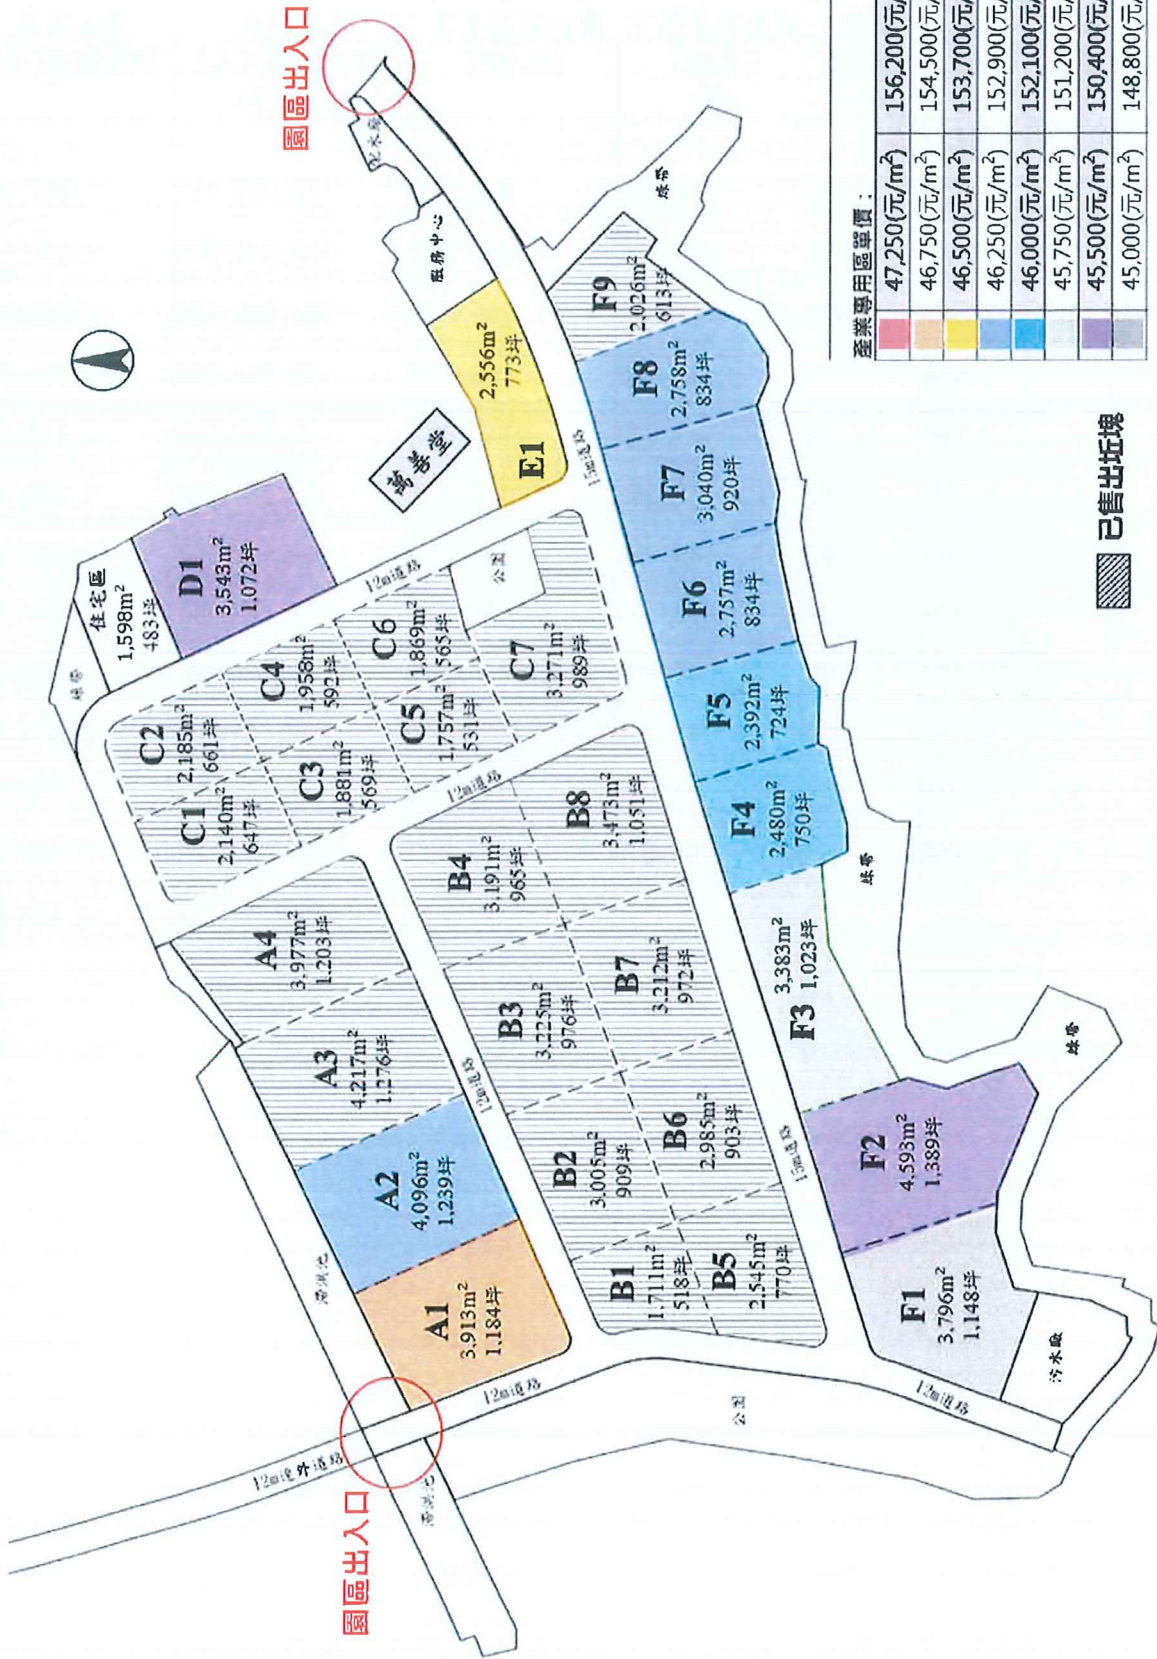 園區出入口
配水廠
服務中心
綠帶
2,556m²
773坪
E1
萬善堂
15m道路
F9
2,026m²
613坪
F8
2,758m²
834坪
F7
3,040m²
920坪
F6
2,757m²
834坪
F5
2,392m²
724坪
F4
2,480m²
750坪
綠帶
3,383m²
1,023坪
F3
綠帶
住宅區
1,598m²
483坪
D1
3,543m²
1,072坪
12m道路
公園
C2
2,185m²
661坪
C1
2,140m²
647坪
C4
1,958m²
592坪
C3
1,881m²
569坪
C6
1,869m²
565坪
C5
1,757m²
531坪
C7
3,271m²
989坪
12m道路
A4
3,977m²
1,203坪
A3
4,217m²
1,276坪
A2
4,096m²
1,239坪
A1
3,913m²
1,184坪
12m道路
B4
3,191m²
965坪
B8
3,473m²
1,051坪
B3
3,225m²
976坪
B7
3,212m²
972坪
B2
3,005m²
909坪
B6
2,985m²
903坪
B1
1,711m²
518坪
B5
2,545m²
770坪
15m道路
F2
4,593m²
1,389坪
綠帶
F1
3,796m²
1,148坪
污水廠
12m道路
公園
12m道路
滯洪池
滯洪池
12m連外道路
園區出入口
產業專用區單價：
47,250(元/m²) 156,200(元/
46,750(元/m²) 154,500(元/
46,500(元/m²) 153,700(元/
46,250(元/m²) 152,900(元/
46,000(元/m²) 152,100(元/
45,750(元/m²) 151,200(元/
45,500(元/m²) 150,400(元/
45,000(元/m²) 148,800(元/
已售出坵塊